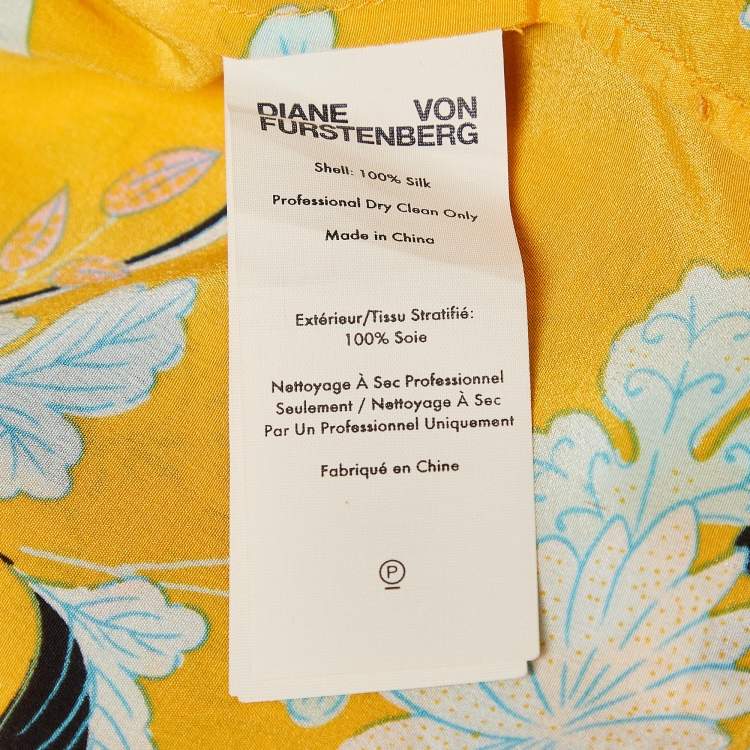 DIANE VON
FURSTENBERG
Shell: 100% Silk
Professional Dry Clean Only
Made in China
Extérieur/Tissu Stratifié:
100% Soie
Nettoyage À Sec Professionnel
Seulement / Nettoyage À Sec
Par Un Professionnel Uniquement
Fabriqué en Chine
P